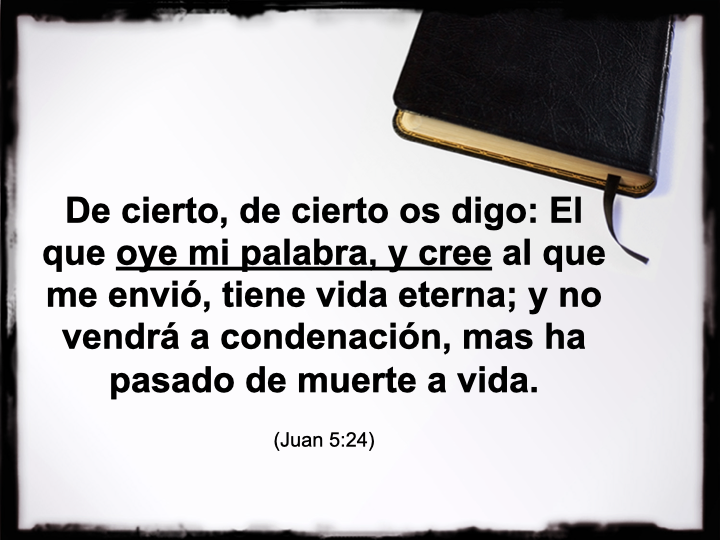 De cierto, de cierto os digo: El
que oye mi palabra, y cree al que
me envió, tiene vida eterna; y no
vendrá a condenación, mas ha
pasado de muerte a vida.
(Juan 5:24)